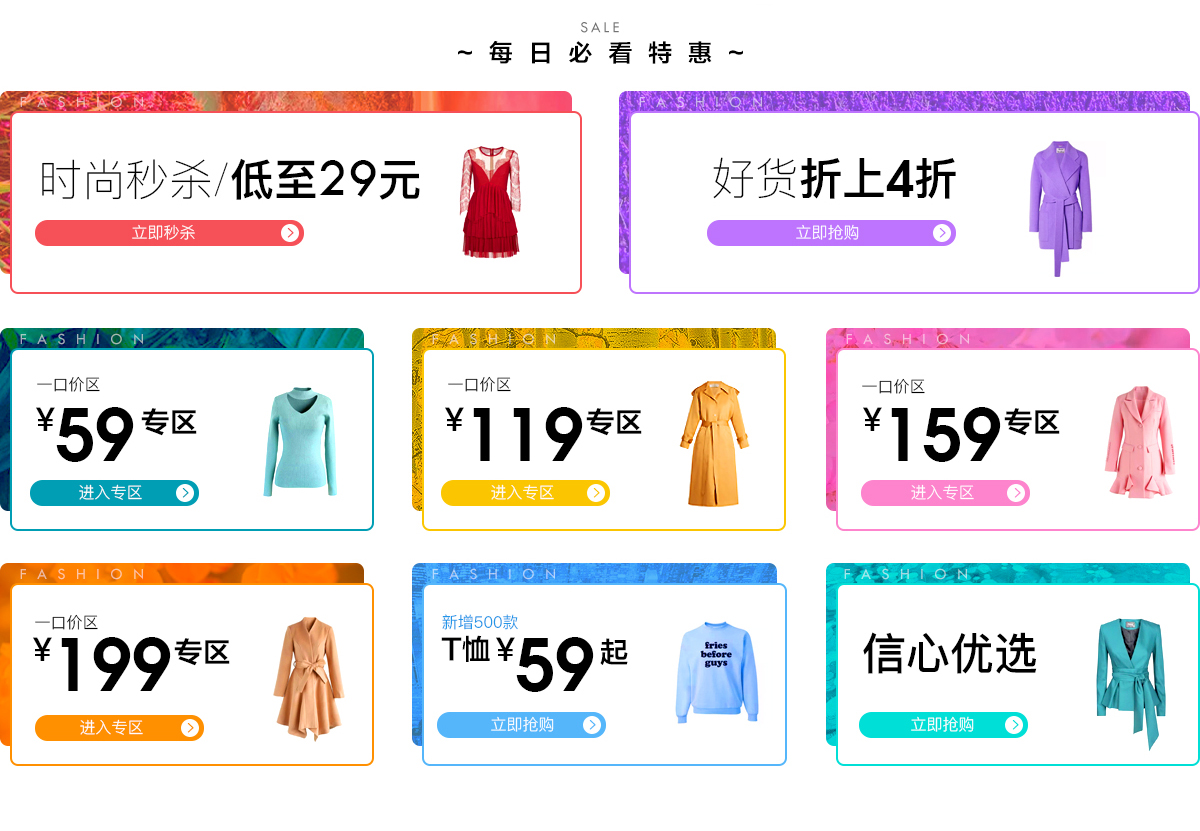 SALE
~ 每日必看特惠 ~
FASHION
时尚秒杀/低至29元
立即秒杀
FASHION
好货折上4折
立即抢购
FASHION
一口价区
¥59专区
进入专区
FASHION
一口价区
¥119专区
进入专区
FASHION
一口价区
¥159专区
进入专区
FASHION
一口价区
¥199专区
进入专区
FASHION
新增500款
T恤¥59起
立即抢购
fries
before
guys
FASHION
信心优选
立即抢购